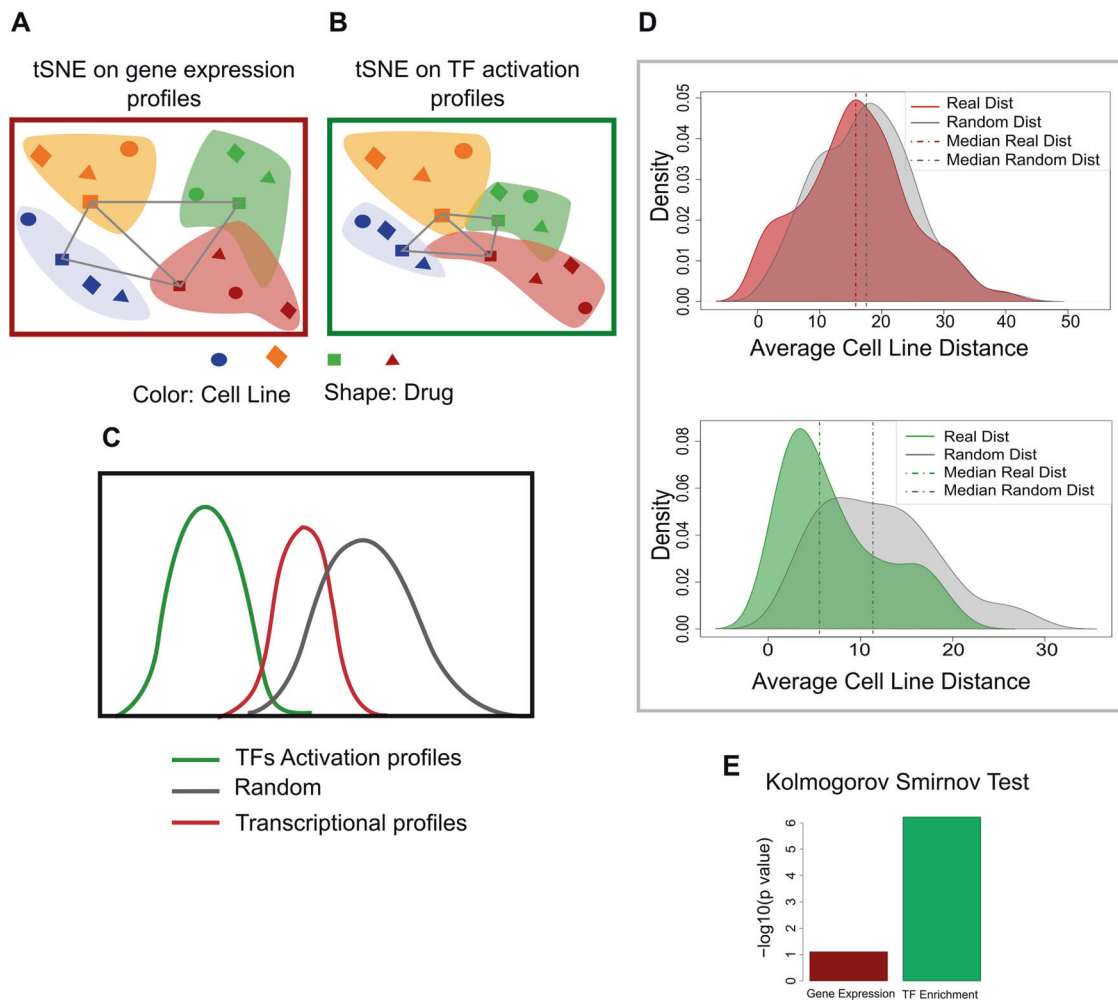 A
tSNE on gene expression
profiles
B
tSNE on TF activation
profiles
Color: Cell Line
Shape: Drug
C
TFs Activation profiles
Random
Transcriptional profiles
D
Density
0.00
0.01
0.02
0.03
0.04
0.05
Real Dist
Random Dist
Median Real Dist
Median Random Dist
0
10
20
30
40
50
Average Cell Line Distance
Density
0.00
0.02
0.04
0.06
0.08
Real Dist
Random Dist
Median Real Dist
Median Random Dist
0
10
20
30
Average Cell Line Distance
E
Kolmogorov Smirnov Test
−log10(p value)
0
1
2
3
4
5
6
Gene Expression
TF Enrichment